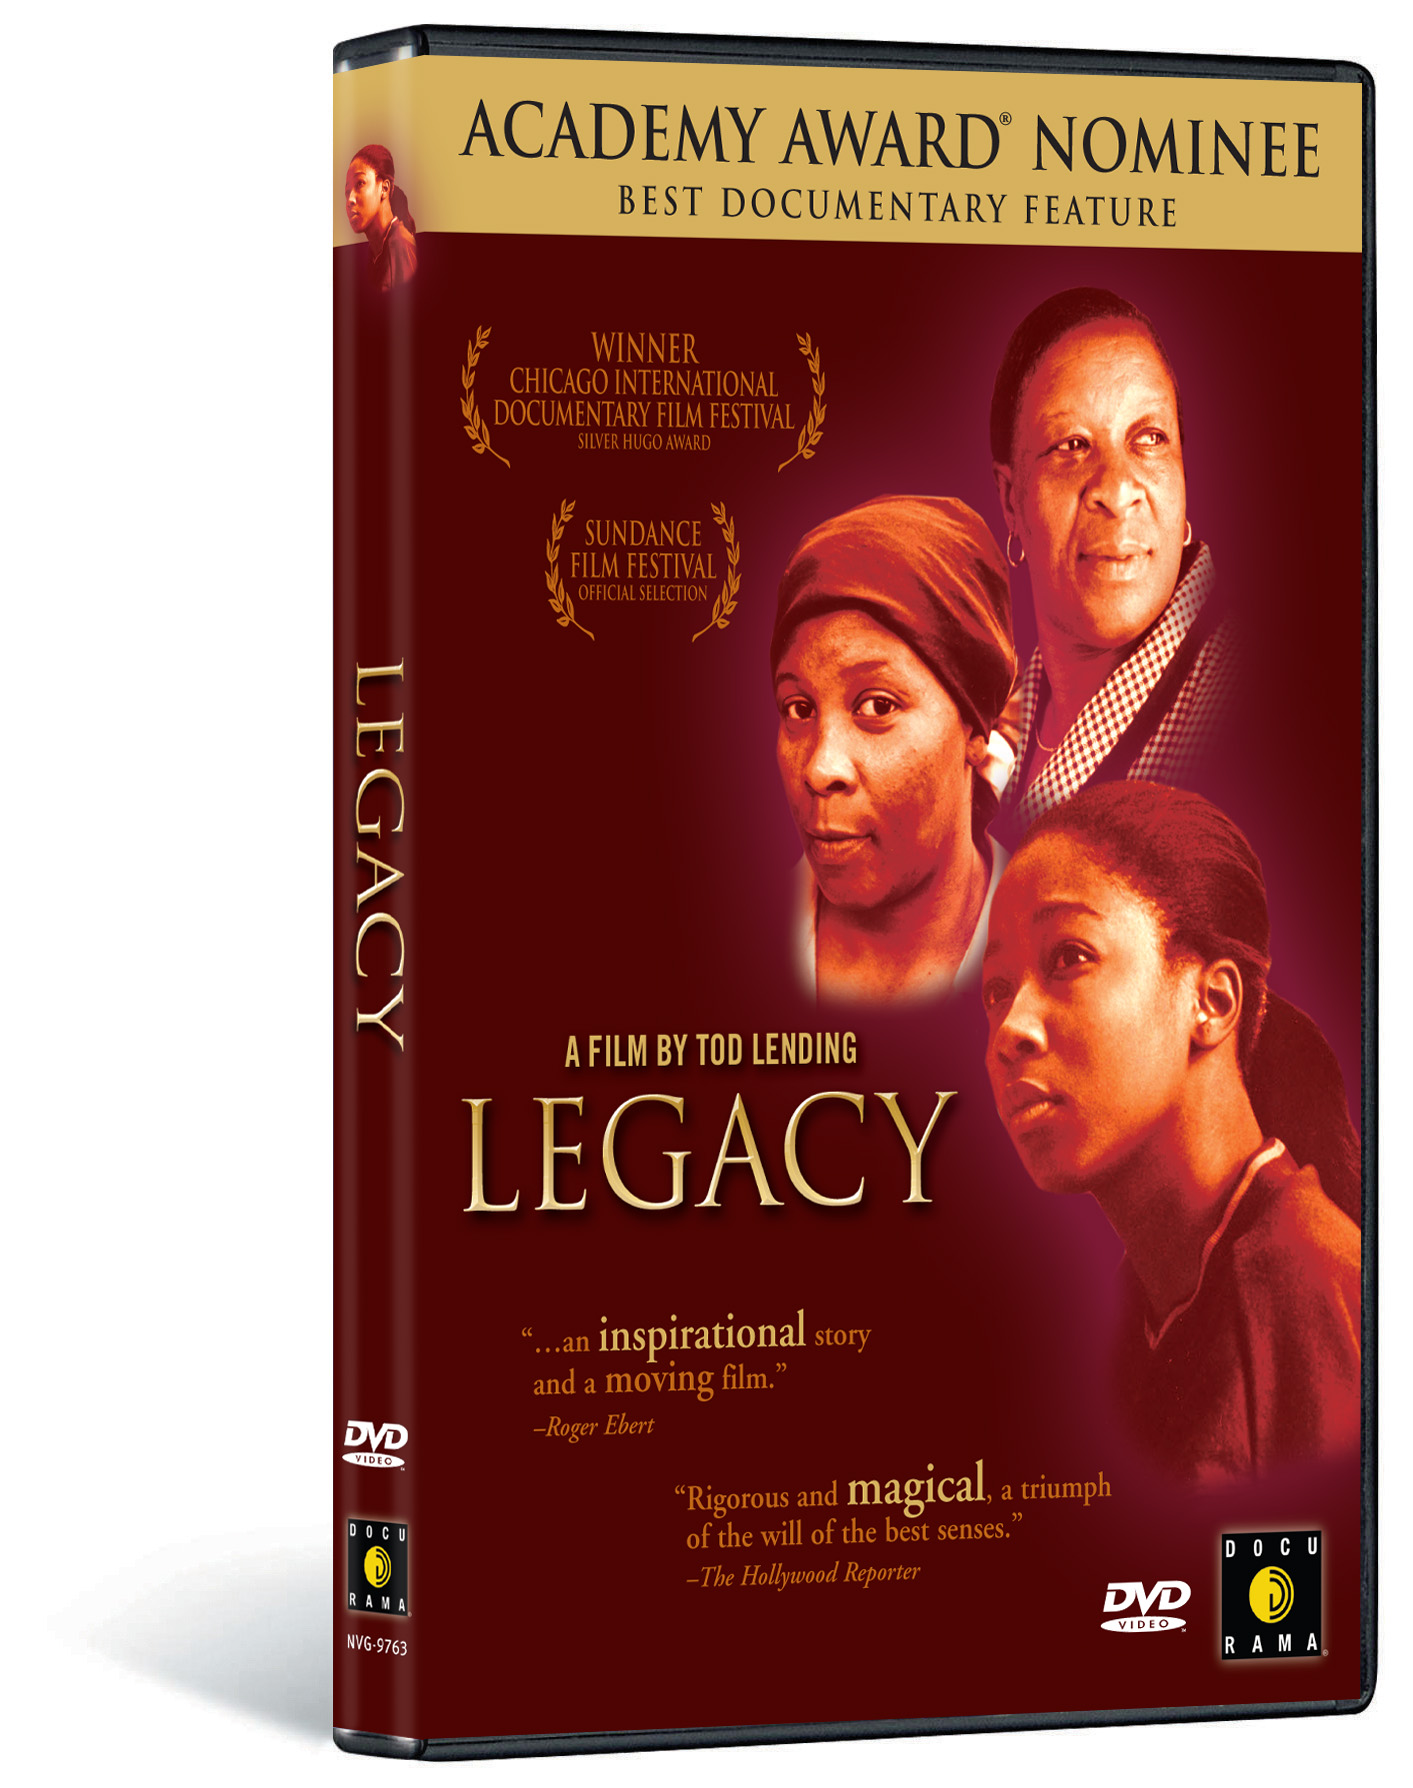 ACADEMY AWARD® NOMINEE
BEST DOCUMENTARY FEATURE
WINNER
CHICAGO INTERNATIONAL
DOCUMENTARY FILM FESTIVAL
SILVER HUGO AWARD
SUNDANCE
FILM FESTIVAL
OFFICIAL SELECTION
A FILM BY TOD LENDING
LEGACY
“...an inspirational story
and a moving film.”
–Roger Ebert
“Rigorous and magical, a triumph
of the will of the best senses.”
–The Hollywood Reporter
DVD
VIDEO™
DOCU
RAMA®
LEGACY
DVD
VIDEO™
DOCU
RAMA®
NVG-9763